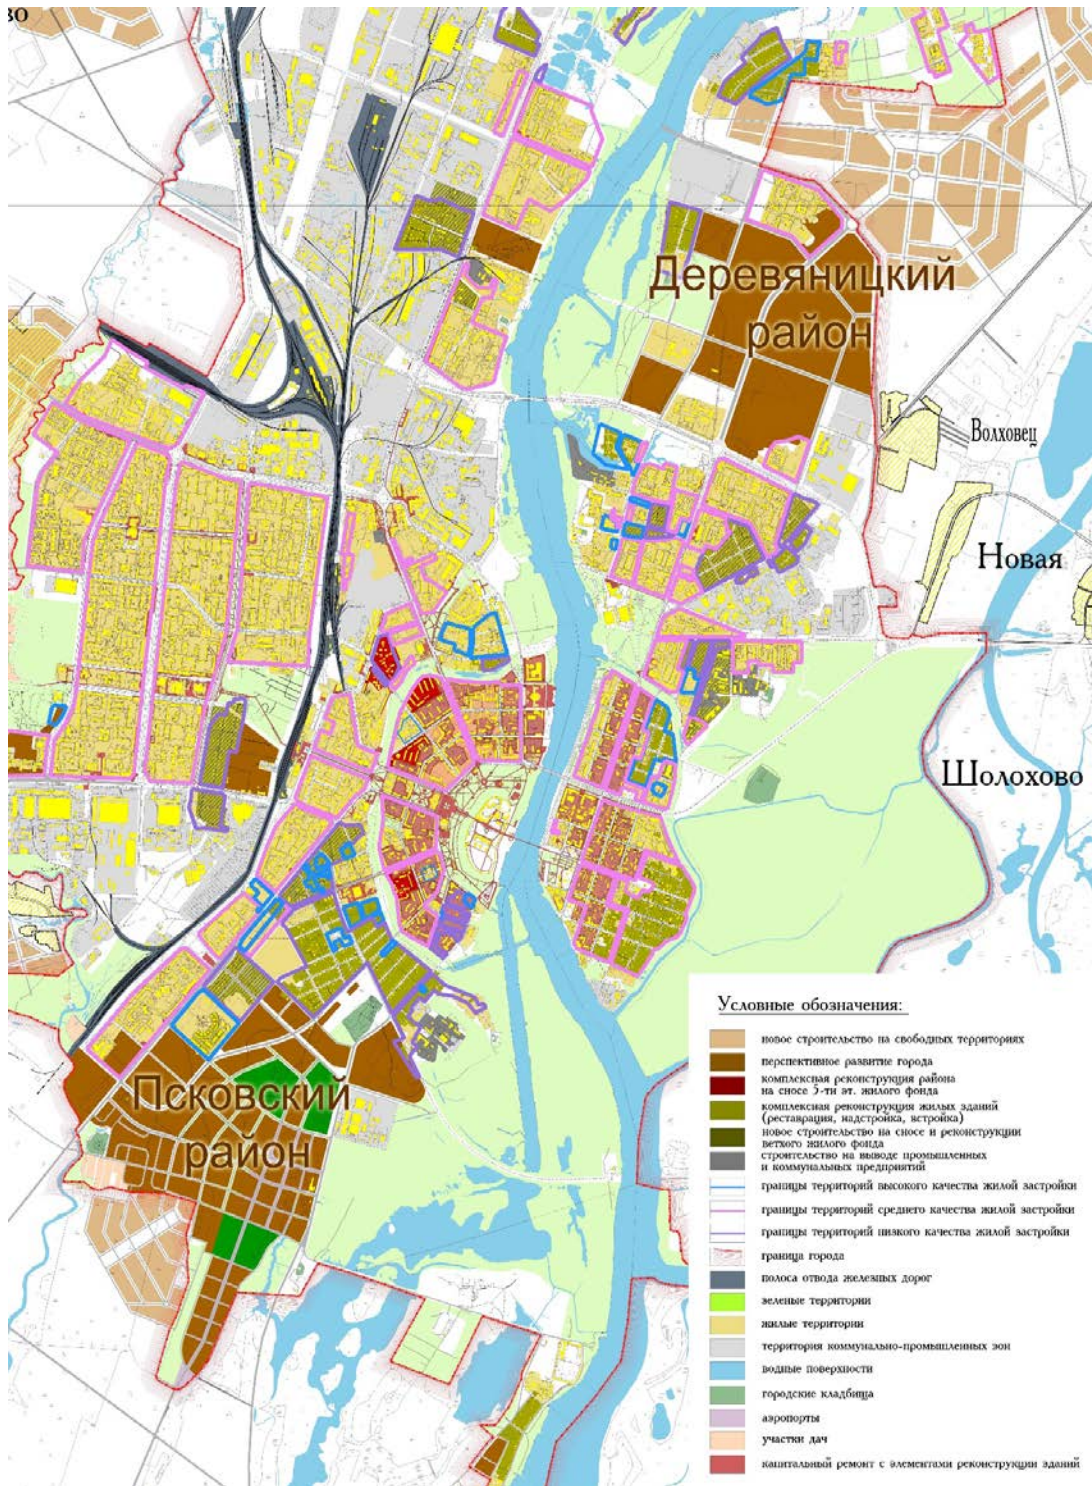 ВО
Деревяницкий
район
Волховец
Новая
Шолохово
Псковский
район
Условные обозначения:
новое строительство на свободных территориях
перспективное развитие города
комплексная реконструкция района
на сносе 5-ти эт. жилого фонда
комплексная реконструкция жилых зданий
(реставрация, надстройка, встройка)
новое строительство на сносе и реконструкции
ветхого жилого фонда
строительство на выводе промышленных
и коммунальных предприятий
границы территорий высокого качества жилой застройки
границы территорий среднего качества жилой застройки
границы территорий низкого качества жилой застройки
граница города
полоса отвода железных дорог
зеленые территории
жилые территории
территория коммунально-промышленных зон
водные поверхности
городские кладбища
аэропорты
участки дач
капитальный ремонт с элементами реконструкции зданий